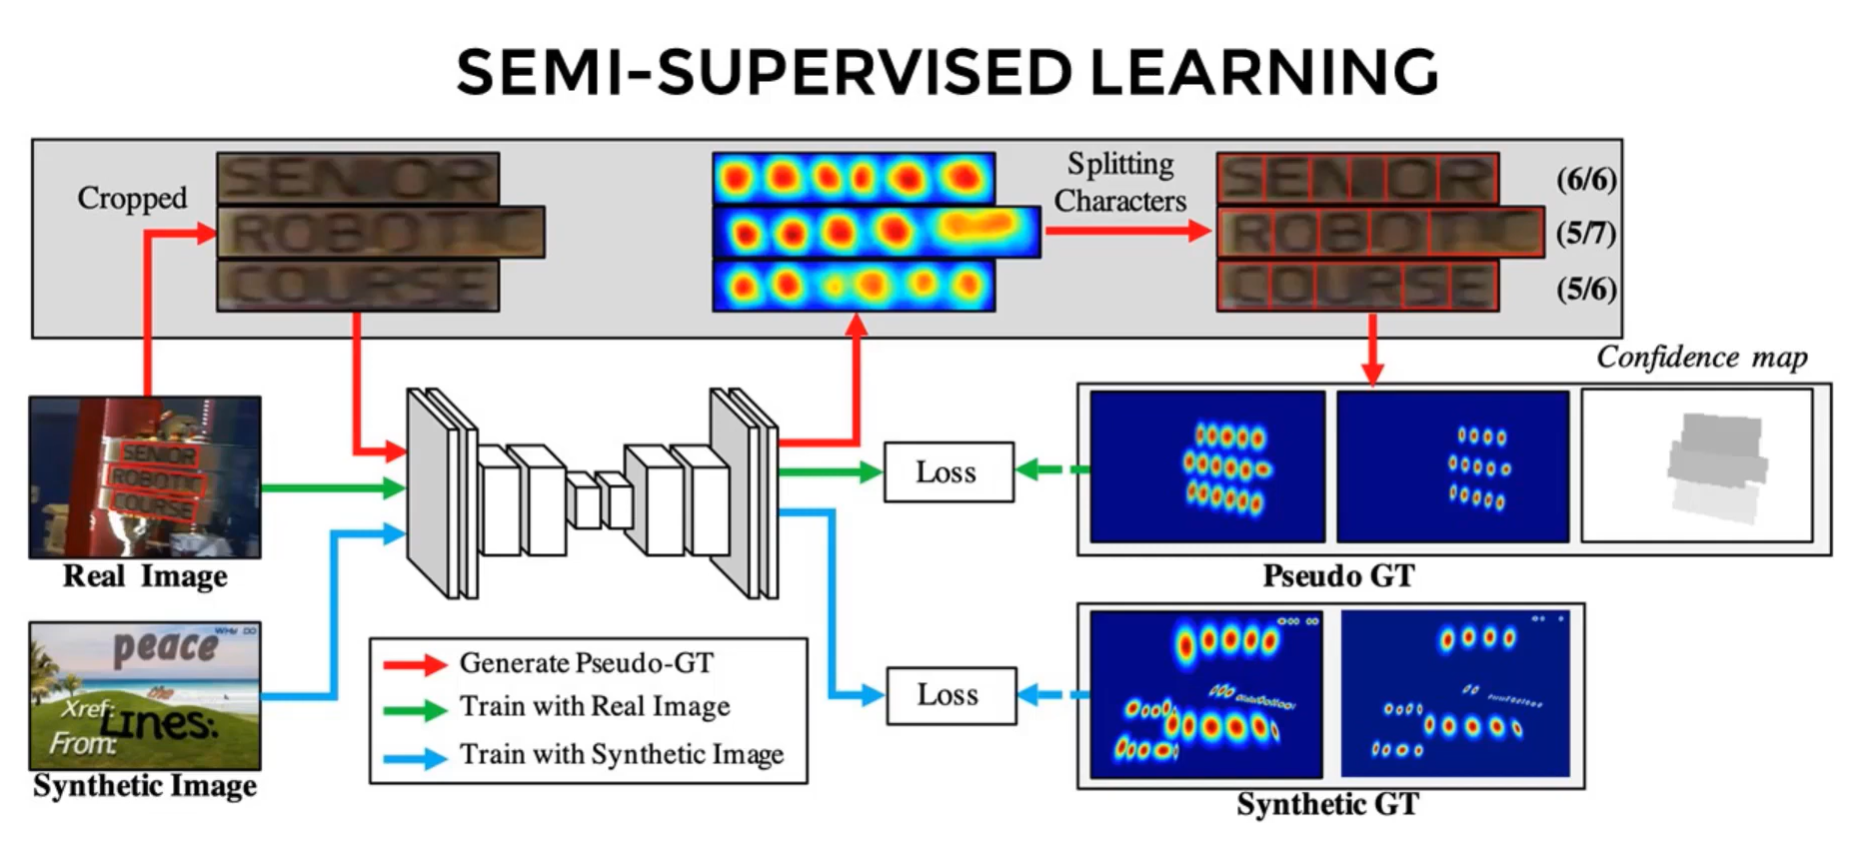 SEMI-SUPERVISED LEARNING
Cropped
SENIOR
ROBOTIC
COURSE
Splitting
Characters
SENIOR
ROBOTIC
COURSE
(6/6)
(5/7)
(5/6)
Confidence map
SENIOR
ROBOTIC
COURSE
Real Image
Loss
Pseudo GT
peace
WHW DO
the
Xref:
LINES:
From:
Synthetic Image
Generate Pseudo-GT
Train with Real Image
Train with Synthetic Image
Loss
Synthetic GT